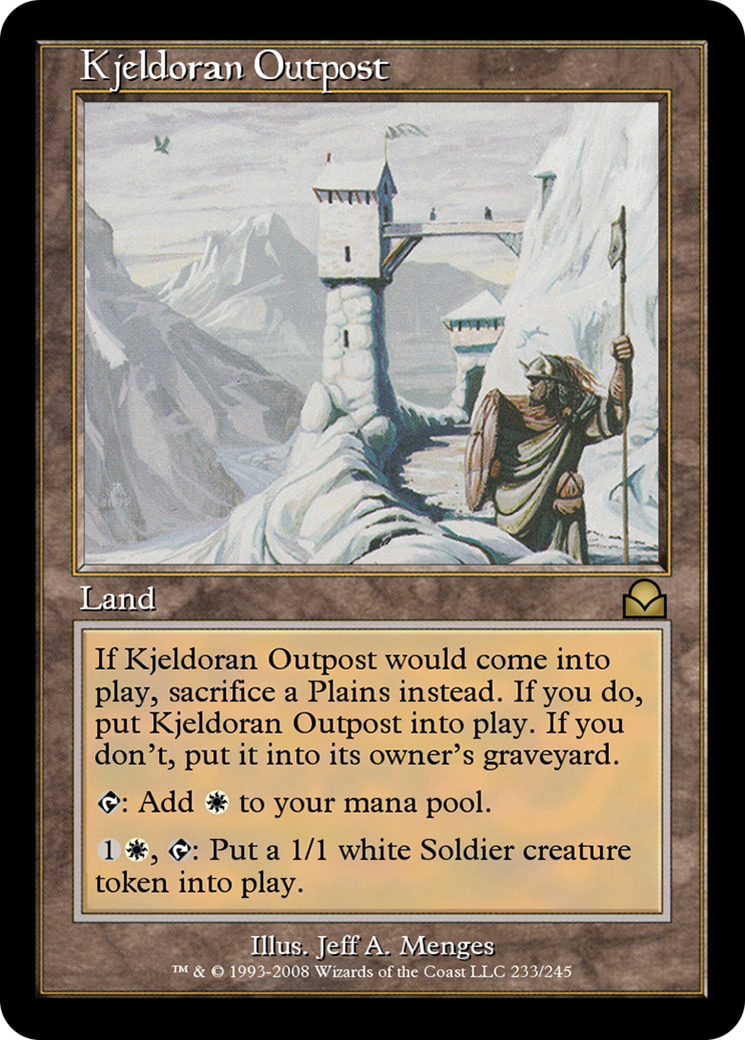 Kjeldoran Outpost
Land
If Kjeldoran Outpost would come into
play, sacrifice a Plains instead. If you do,
put Kjeldoran Outpost into play. If you
don't, put it into its owner's graveyard.
: Add to your mana pool.
1, : Put a 1/1 white Soldier creature
token into play.
Illus. Jeff A. Menges
™ & © 1993-2008 Wizards of the Coast LLC 233/245